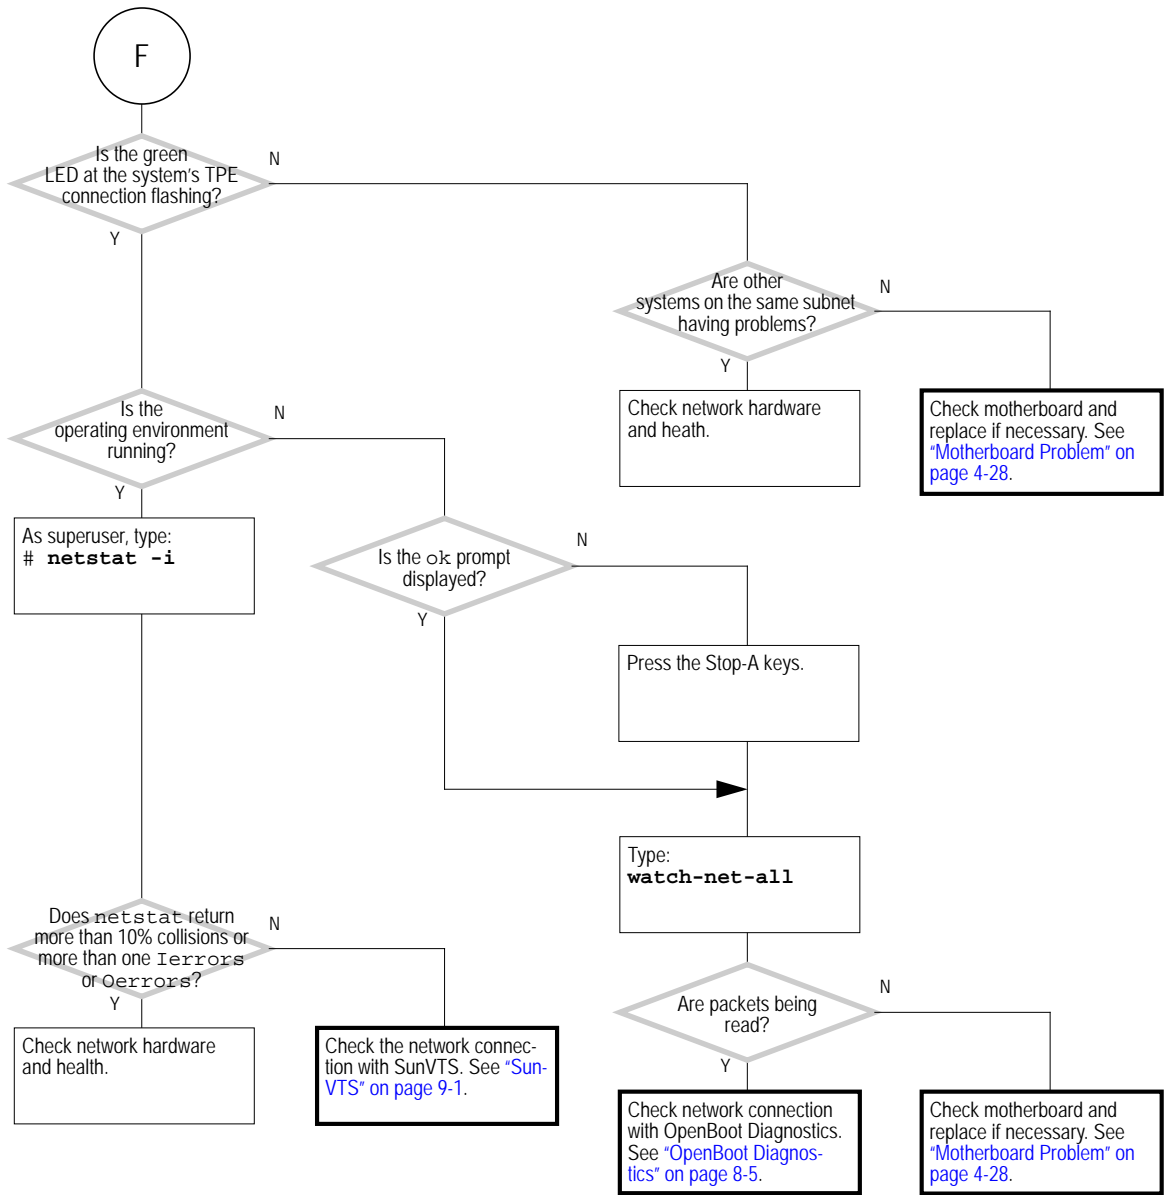 F
Is the green
LED at the system's TPE
connection flashing?
N
Y
Are other
systems on the same subnet
having problems?
N
Y
Check network hardware
and heath.
Check motherboard and
replace if necessary. See
"Motherboard Problem" on
page 4-28.
Is the
operating environment
running?
N
Y
As superuser, type:
# netstat -i
Is the ok prompt
displayed?
N
Y
Press the Stop-A keys.
Type:
watch-net-all
Does netstat return
more than 10% collisions or
more than one Ierrors
or Oerrors?
N
Y
Check network hardware
and health.
Check the network connec-
tion with SunVTS. See "Sun-
VTS" on page 9-1.
Are packets being
read?
N
Y
Check network connection
with OpenBoot Diagnostics.
See "OpenBoot Diagnos-
tics" on page 8-5.
Check motherboard and
replace if necessary. See
"Motherboard Problem" on
page 4-28.